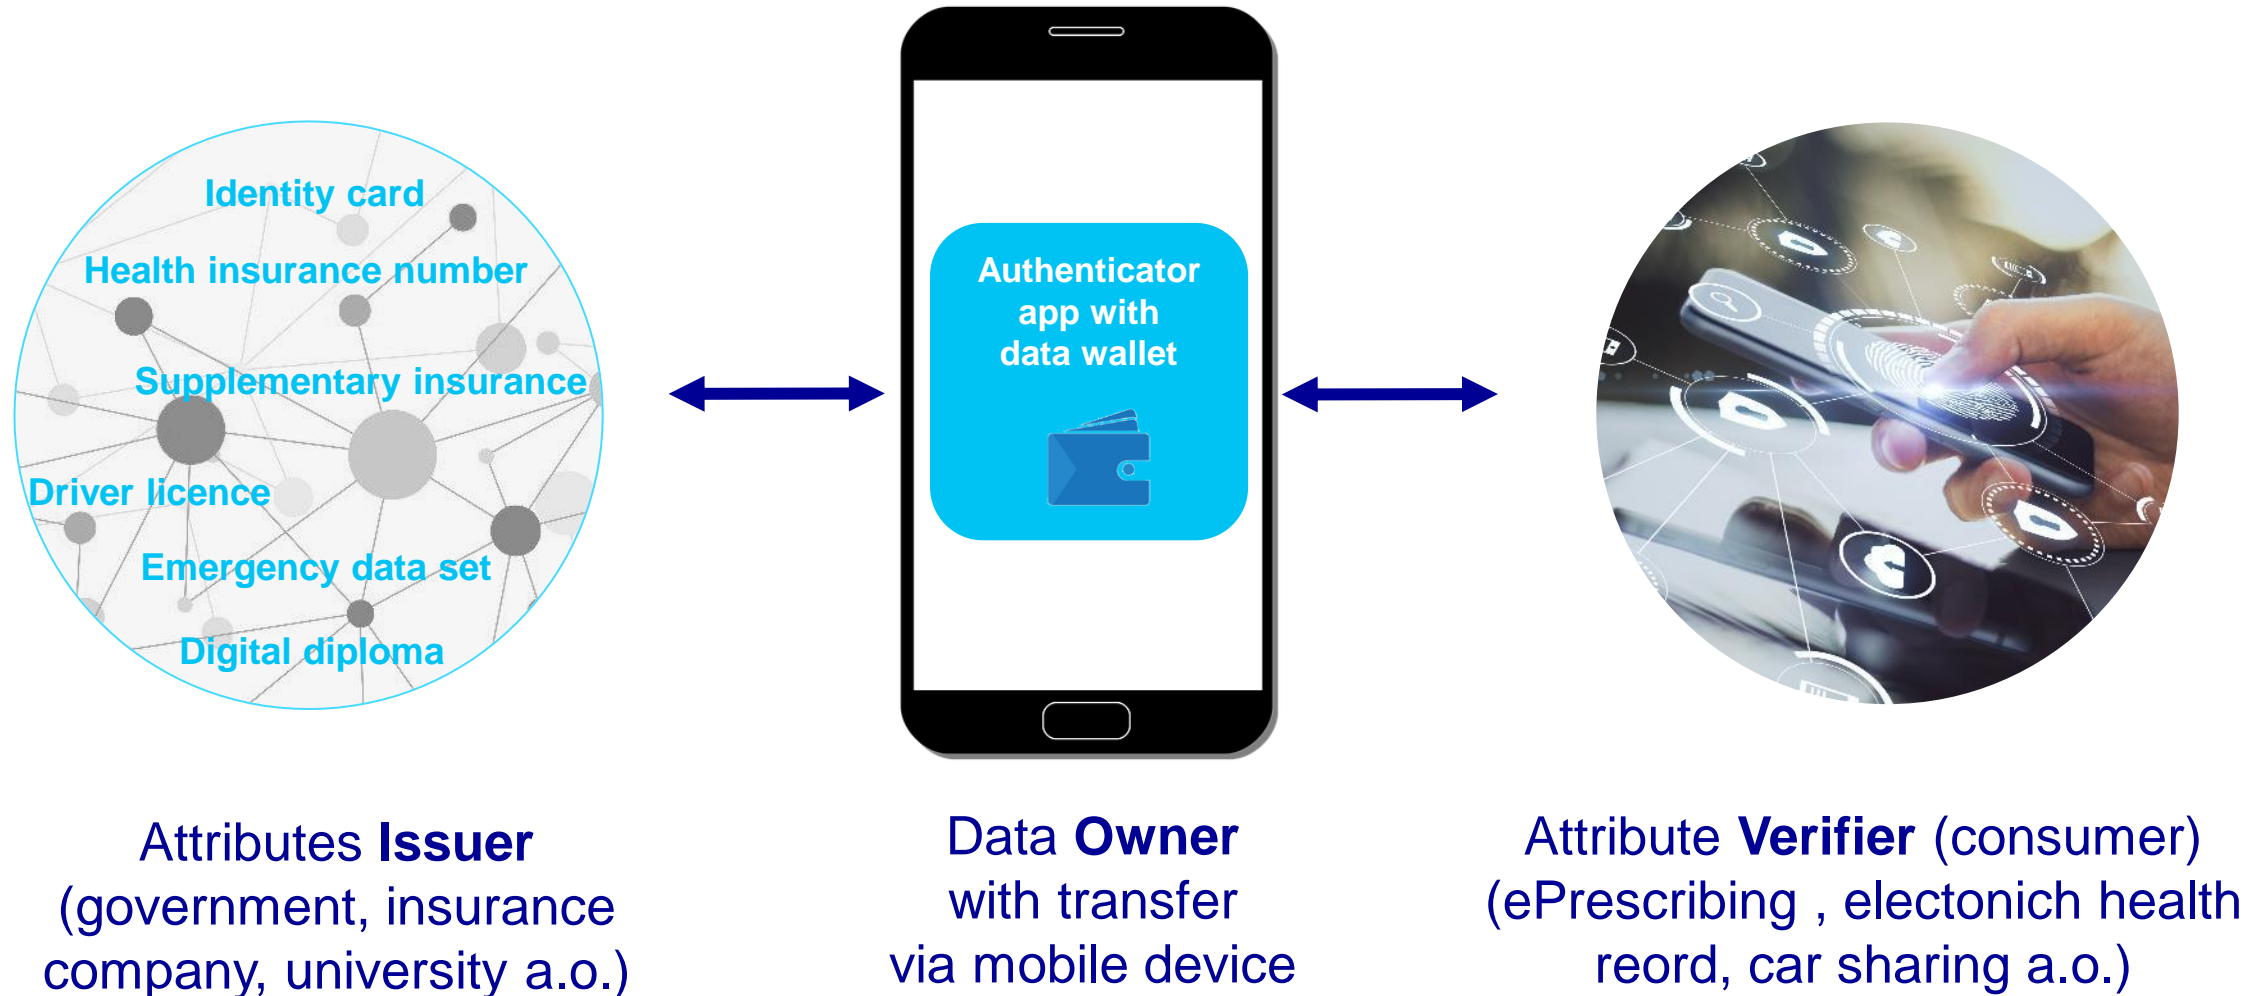 Identity card
Health insurance number
Supplementary insurance
Driver licence
Emergency data set
Digital diploma
Authenticator
app with
data wallet
Attributes Issuer
(government, insurance
company, university a.o.)
Data Owner
with transfer
via mobile device
Attribute Verifier (consumer)
(ePrescribing , electonich health
reord, car sharing a.o.)